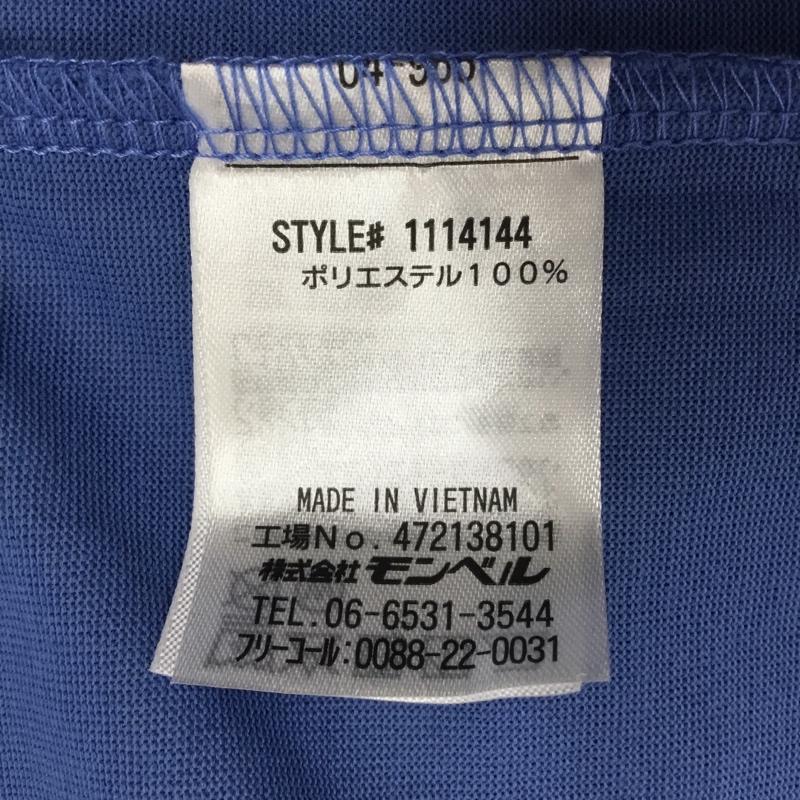 STYLE# 1114144
ポリエステル100%
MADE IN VIETNAM
工場No. 472138101
株式会社 モンベル
TEL. 06-6531-3544
フリーコール:0088-22-0031